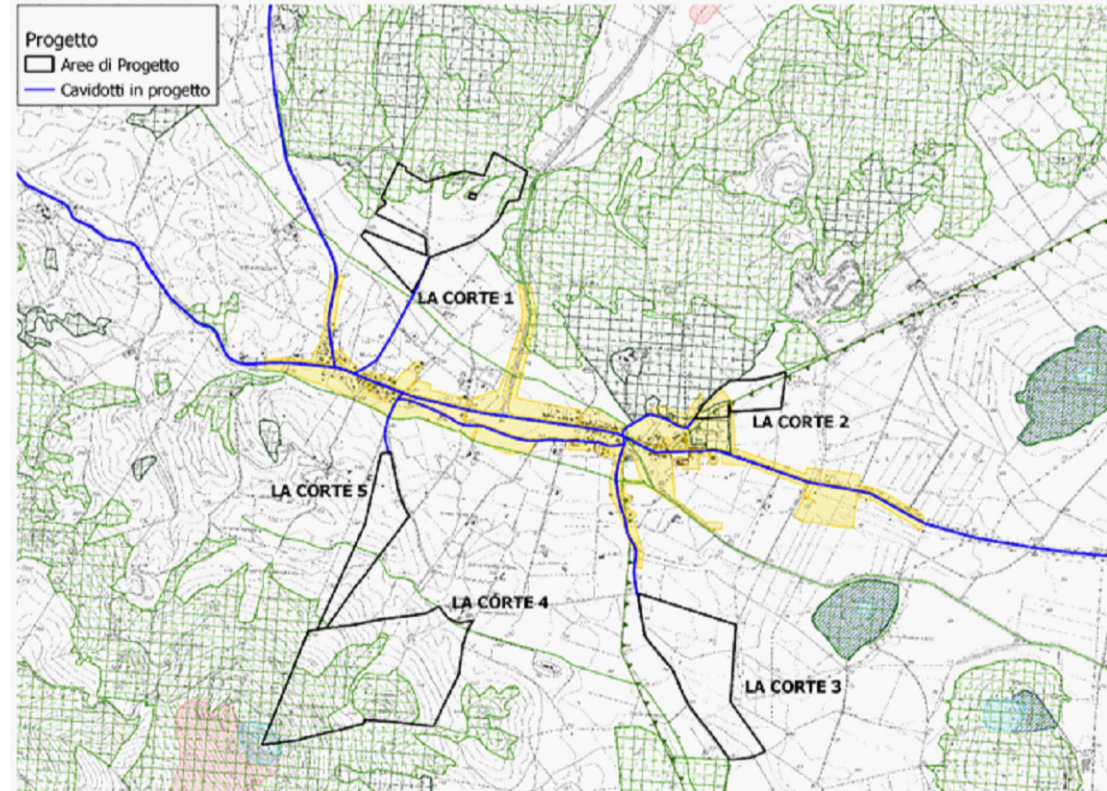 Progetto
Aree di Progetto
Cavidotti in progetto
LA CORTE 1
LA CORTE 2
LA CORTE 5
LA CORTE 4
LA CORTE 3